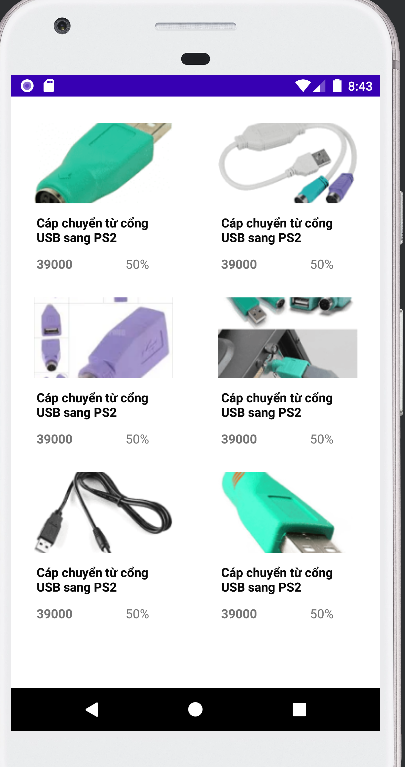 8:43
Cáp chuyển từ cổng
USB sang PS2
39000 50%
Cáp chuyển từ cổng
USB sang PS2
39000 50%
Cáp chuyển từ cổng
USB sang PS2
39000 50%
Cáp chuyển từ cổng
USB sang PS2
39000 50%
Cáp chuyển từ cổng
USB sang PS2
39000 50%
Cáp chuyển từ cổng
USB sang PS2
39000 50%